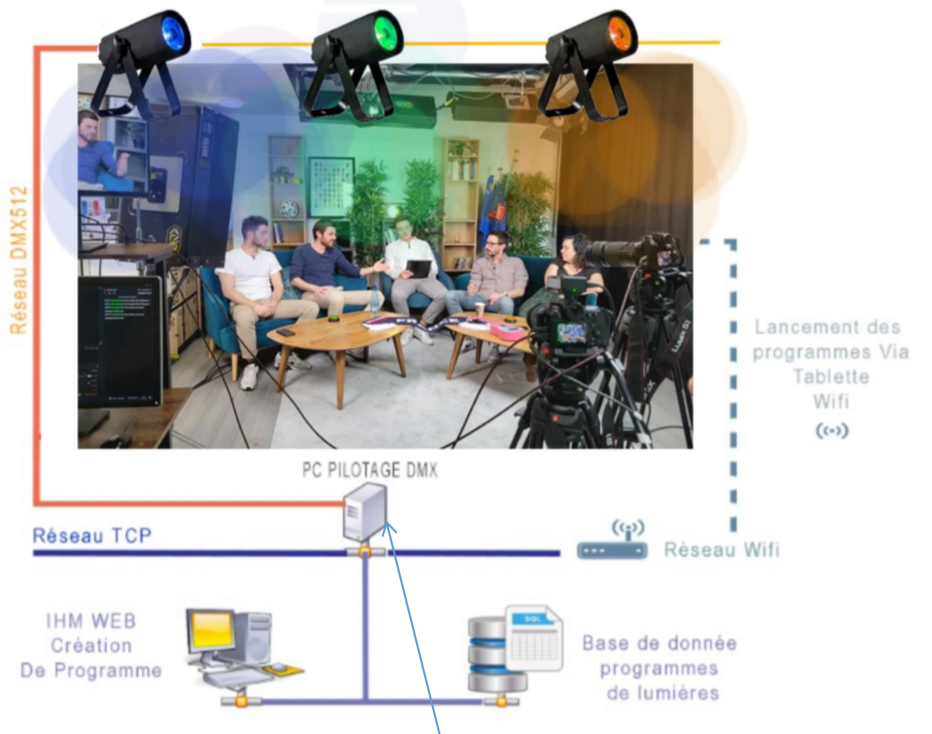 Réseau DMX512
Lancement des
programmes Via
Tablette
Wifi
PC PILOTAGE DMX
Réseau TCP
Réseau Wifi
IHM WEB
Création
De Programme
SQL
Base de donnée
programmes
de lumières